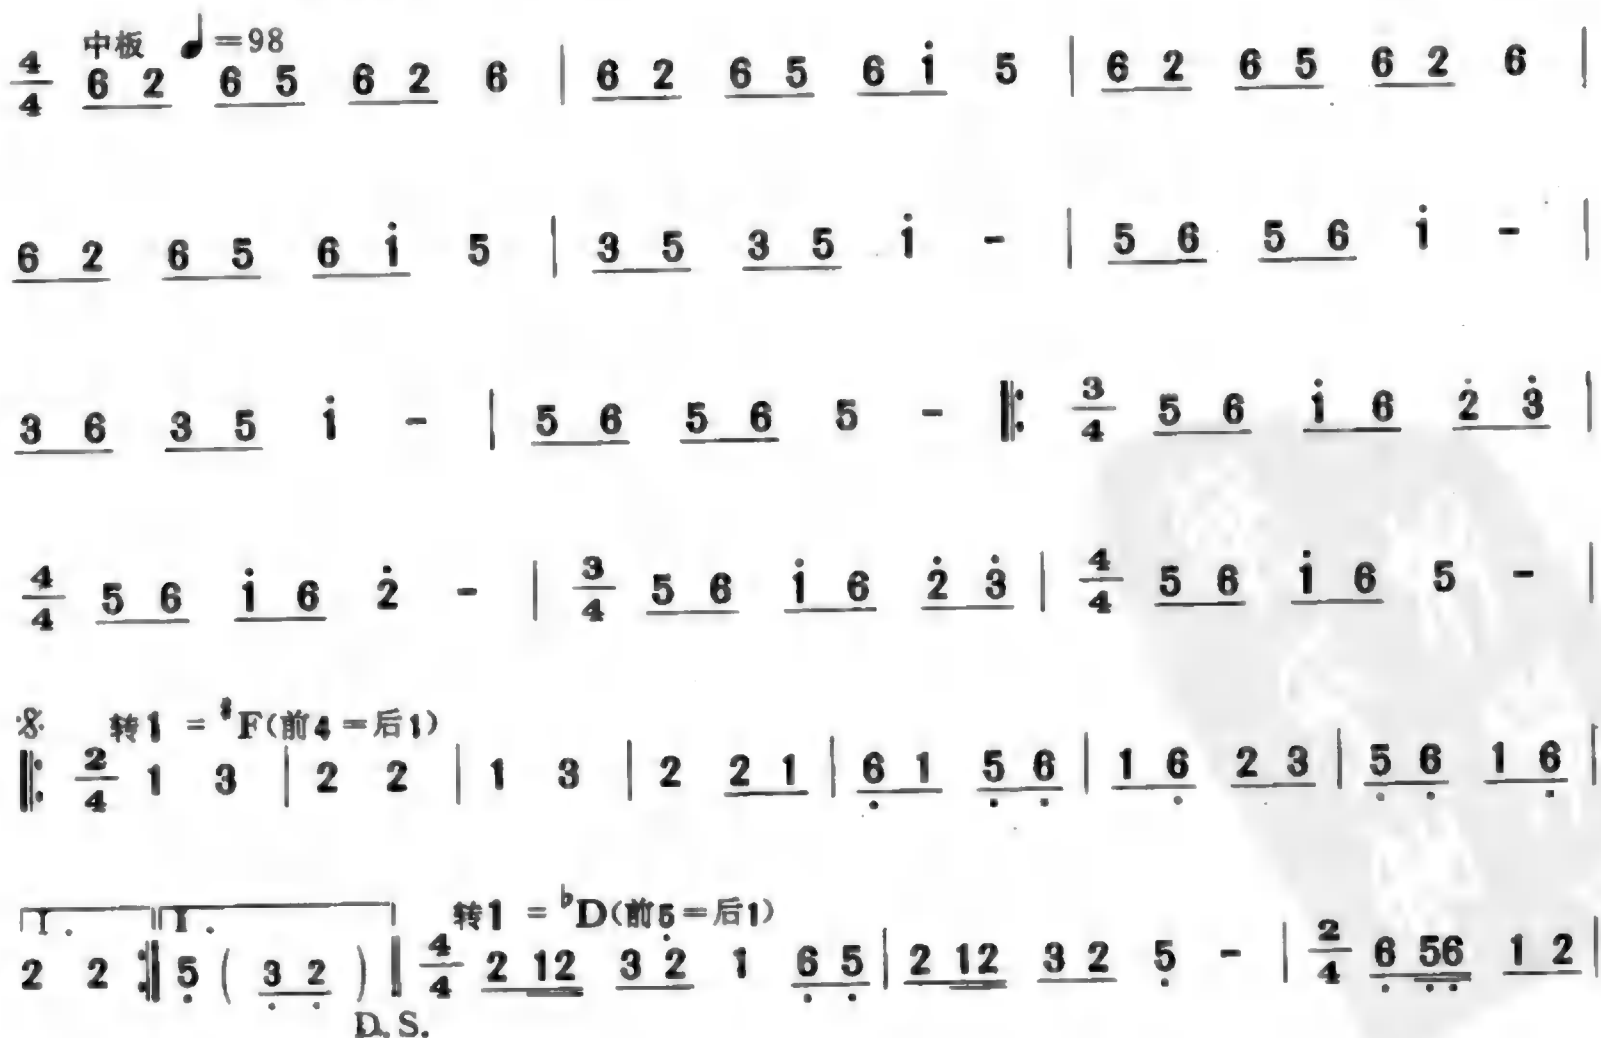 中板 ♩=98
4/4 6 2 6 5 6 2 6 | 6 2 6 5 6 i̇ 5 | 6 2 6 5 6 2 6 |
6 2 6 5 6 i̇ 5 | 3 5 3 5 i̇ - | 5 6 5 6 i̇ - |
3 6 3 5 i̇ - | 5 6 5 6 5 - ‖: 3/4 5 6 i̇ 6 2̇ 3̇ |
4/4 5 6 i̇ 6 2̇ - | 3/4 5 6 i̇ 6 2̇ 3̇ | 4/4 5 6 i̇ 6 5 - |
𝄋 转1=♯F(前4=后1)
‖: 2/4 1 3 | 2 2 | 1 3 | 2 2 1 | 6̣ 1 5̣ 6̣ | 1 6̣ 2 3 | 5̣ 6̣ 1 6̣ |
I. I. 转1=♭D(前5=后1)
2 2 :‖ 5̣ ( 3̣ 2̣ ) ‖ 4/4 2 12 3 2̇ 1 6̣ 5̣ | 2 12 3 2 5̣ - | 2/4 6̣ 5̣6̣ 1 2 |
D.S.